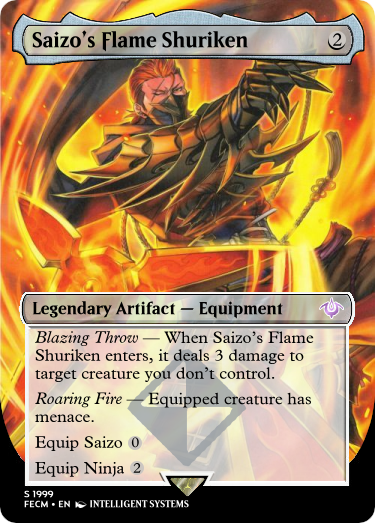 Saizo's Flame Shuriken 2
Legendary Artifact — Equipment
Blazing Throw — When Saizo's Flame
Shuriken enters, it deals 3 damage to
target creature you don't control.
Roaring Fire — Equipped creature has
menace.
Equip Saizo 0
Equip Ninja 2
S 1999
FECM • EN INTELLIGENT SYSTEMS